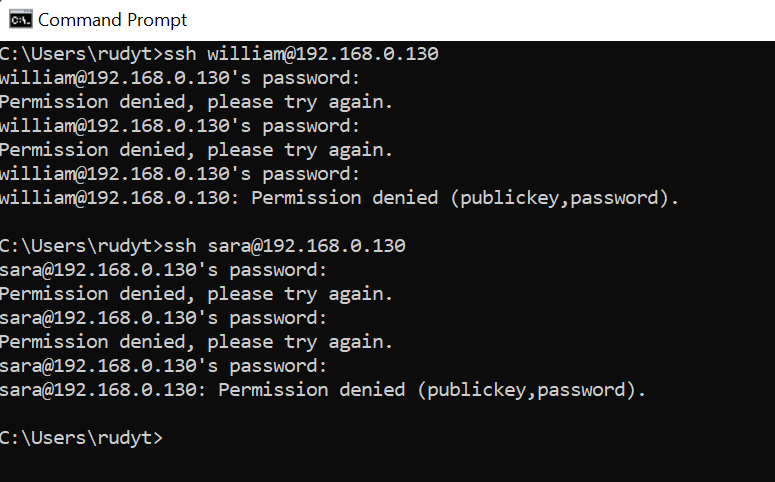 Command Prompt
C:\Users\rudyt>ssh william@192.168.0.130
william@192.168.0.130's password:
Permission denied, please try again.
william@192.168.0.130's password:
Permission denied, please try again.
william@192.168.0.130's password:
william@192.168.0.130: Permission denied (publickey,password).
C:\Users\rudyt>ssh sara@192.168.0.130
sara@192.168.0.130's password:
Permission denied, please try again.
sara@192.168.0.130's password:
Permission denied, please try again.
sara@192.168.0.130's password:
sara@192.168.0.130: Permission denied (publickey,password).
C:\Users\rudyt>